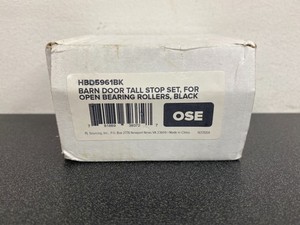 HBD5961BK
BARN DOOR TALL STOP SET, FOR
OPEN BEARING ROLLERS, BLACK
OSE